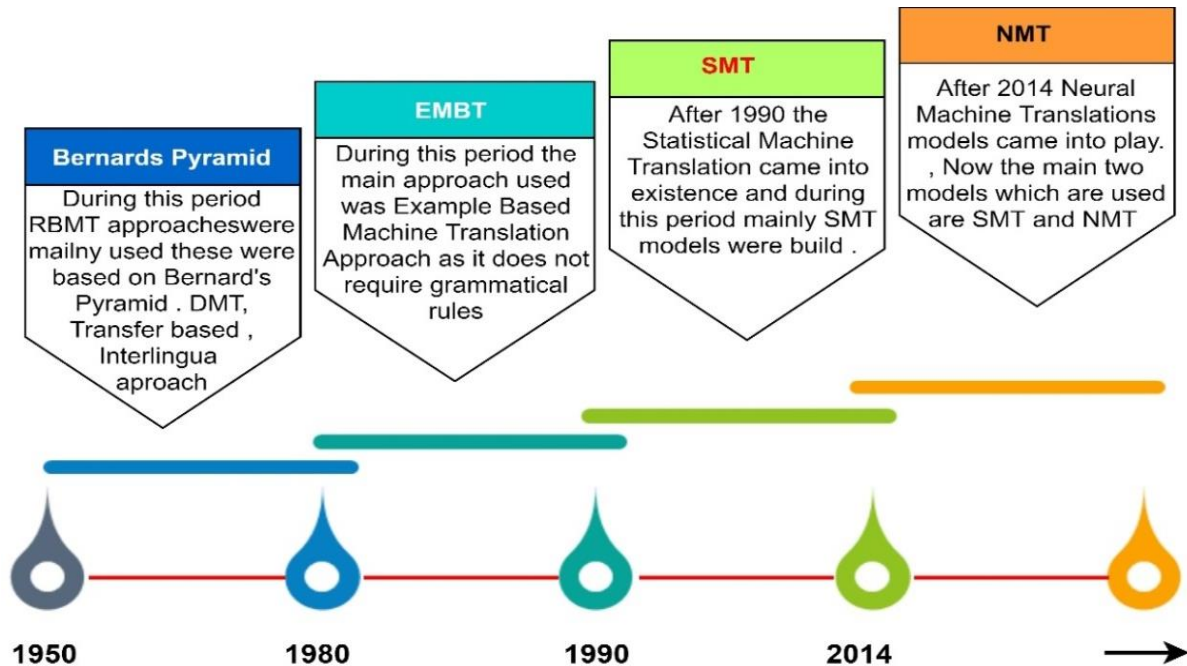 Bernards Pyramid
During this period
RBMT approacheswere
mailny used these were
based on Bernard's
Pyramid . DMT,
Transfer based ,
Interlingua
aproach
EMBT
During this period the
main approach used
was Example Based
Machine Translation
Approach as it does not
require grammatical
rules
SMT
After 1990 the
Statistical Machine
Translation came into
existence and during
this period mainly SMT
models were build .
NMT
After 2014 Neural
Machine Translations
models came into play.
, Now the main two
models which are used
are SMT and NMT
1950
1980
1990
2014